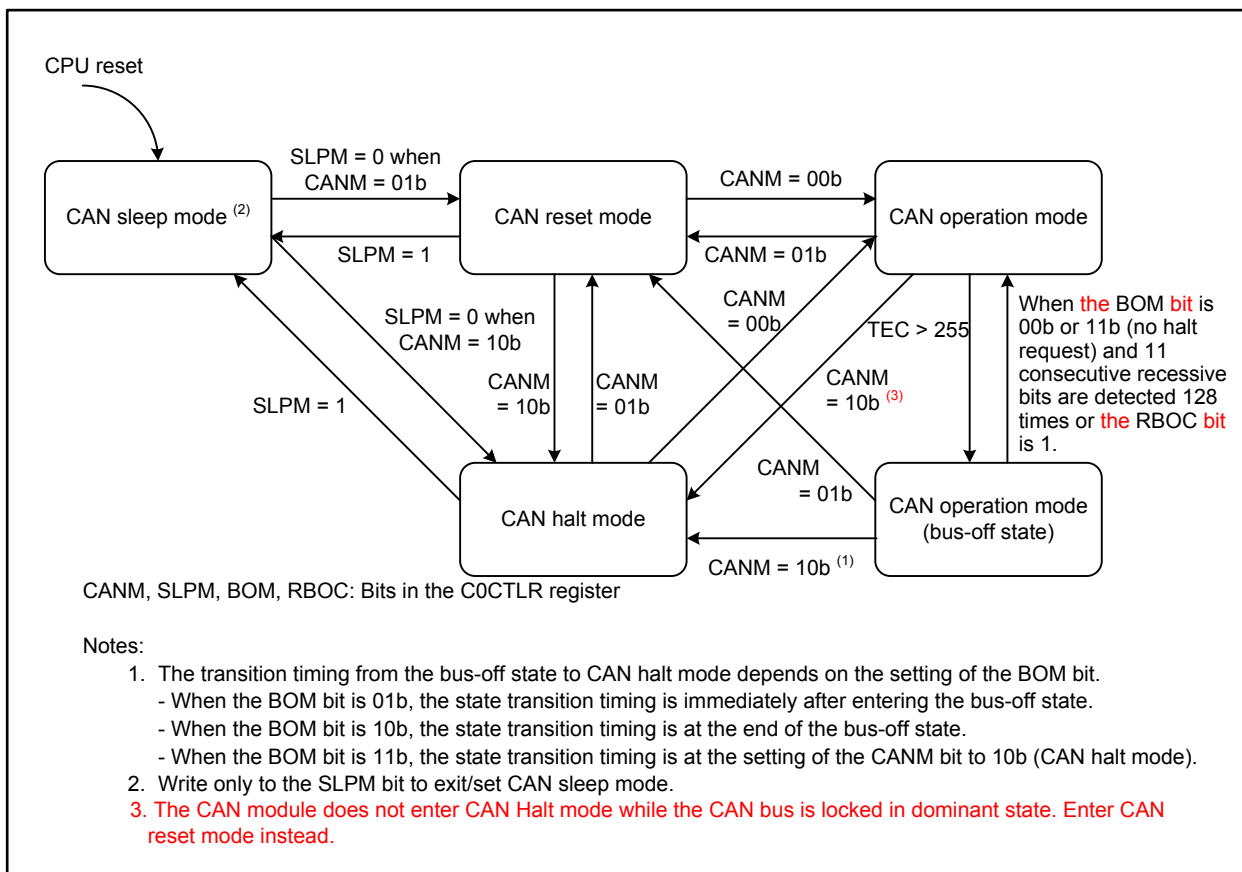 CPU reset
SLPM = 0 when
CANM = 01b
CANM = 00b
CAN sleep mode (2)
CAN reset mode
CAN operation mode
SLPM = 1
CANM = 01b
SLPM = 0 when
CANM = 10b
CANM
= 00b
TEC > 255
When the BOM bit is
00b or 11b (no halt
request) and 11
consecutive recessive
bits are detected 128
times or the RBOC bit
is 1.
SLPM = 1
CANM
= 10b
CANM
= 01b
CANM
= 10b (3)
CANM
= 01b
CAN halt mode
CAN operation mode
(bus-off state)
CANM = 10b (1)
CANM, SLPM, BOM, RBOC: Bits in the C0CTLR register
Notes:
1. The transition timing from the bus-off state to CAN halt mode depends on the setting of the BOM bit.
- When the BOM bit is 01b, the state transition timing is immediately after entering the bus-off state.
- When the BOM bit is 10b, the state transition timing is at the end of the bus-off state.
- When the BOM bit is 11b, the state transition timing is at the setting of the CANM bit to 10b (CAN halt mode).
2. Write only to the SLPM bit to exit/set CAN sleep mode.
3. The CAN module does not enter CAN Halt mode while the CAN bus is locked in dominant state. Enter CAN
reset mode instead.